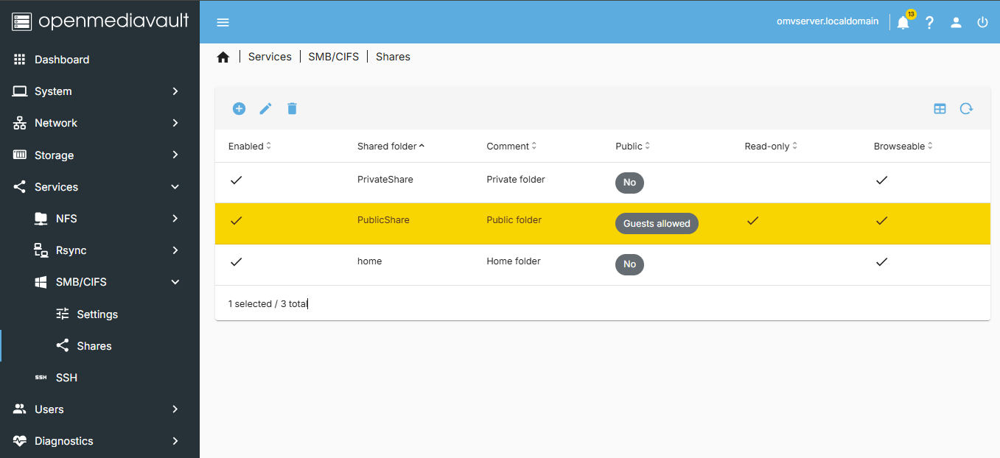 openmediavault
omvserver.localdomain
13
Dashboard
System
Network
Storage
Services
NFS
Rsync
SMB/CIFS
Settings
Shares
SSH
SSH
Users
Diagnostics
Services | SMB/CIFS | Shares
Enabled Shared folder Comment Public Read-only Browseable
PrivateShare Private folder No
PublicShare Public folder Guests allowed
home Home folder No
1 selected / 3 total